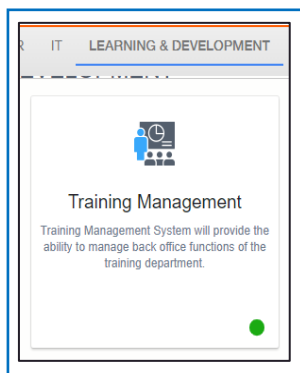 IT LEARNING & DEVELOPMENT
Training Management
Training Management System will provide the
ability to manage back office functions of the
training department.